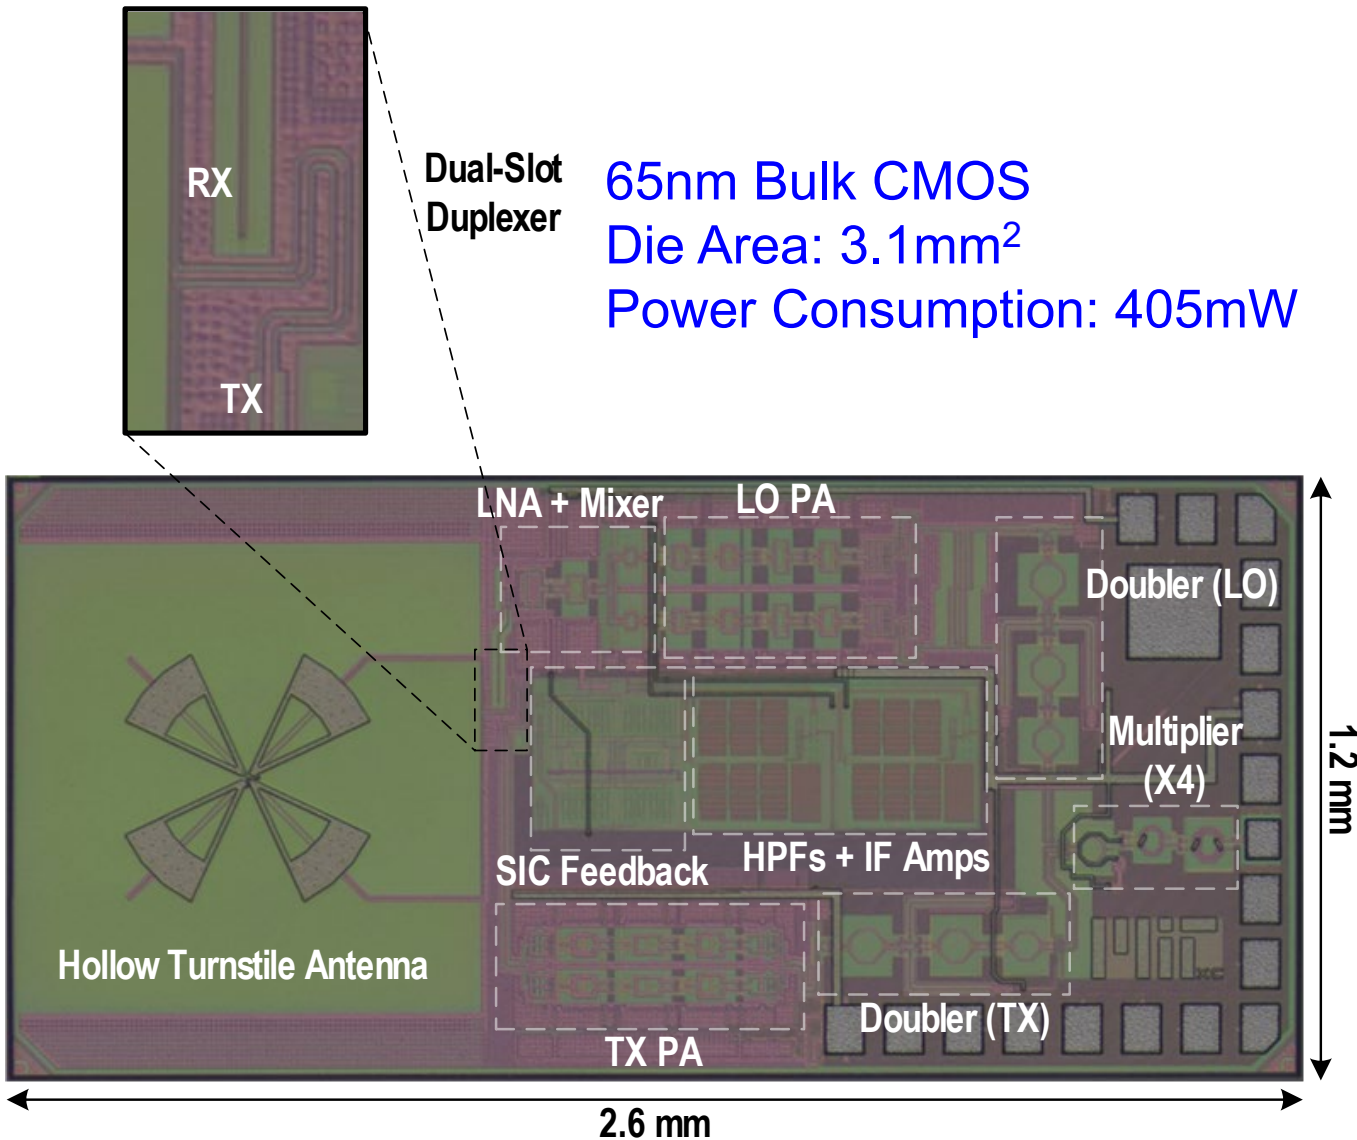 RX
TX
Dual-Slot
Duplexer
65nm Bulk CMOS
Die Area: 3.1mm²
Power Consumption: 405mW
LNA + Mixer
LO PA
Doubler (LO)
Multiplier
(X4)
SIC Feedback
HPFs + IF Amps
Hollow Turnstile Antenna
Doubler (TX)
TX PA
MIT
XC
1.2 mm
2.6 mm